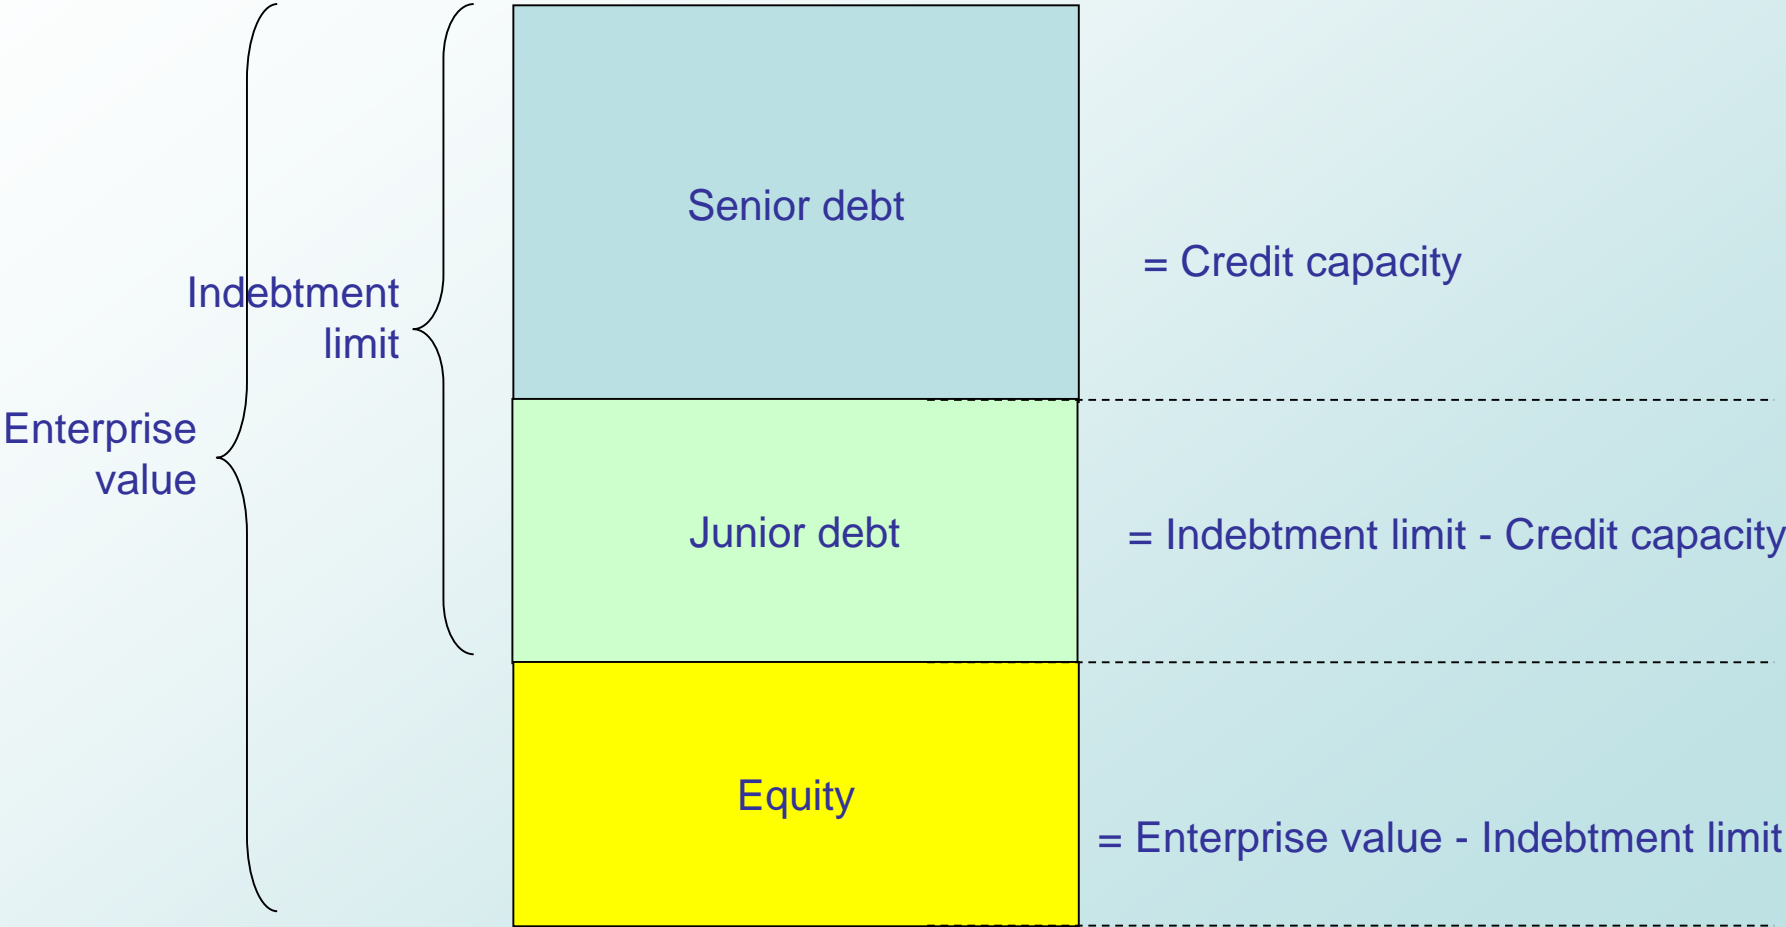 Senior debt
= Credit capacity
Indebtment
limit
Enterprise
value
Junior debt
= Indebtment limit - Credit capacity
Equity
= Enterprise value - Indebtment limit